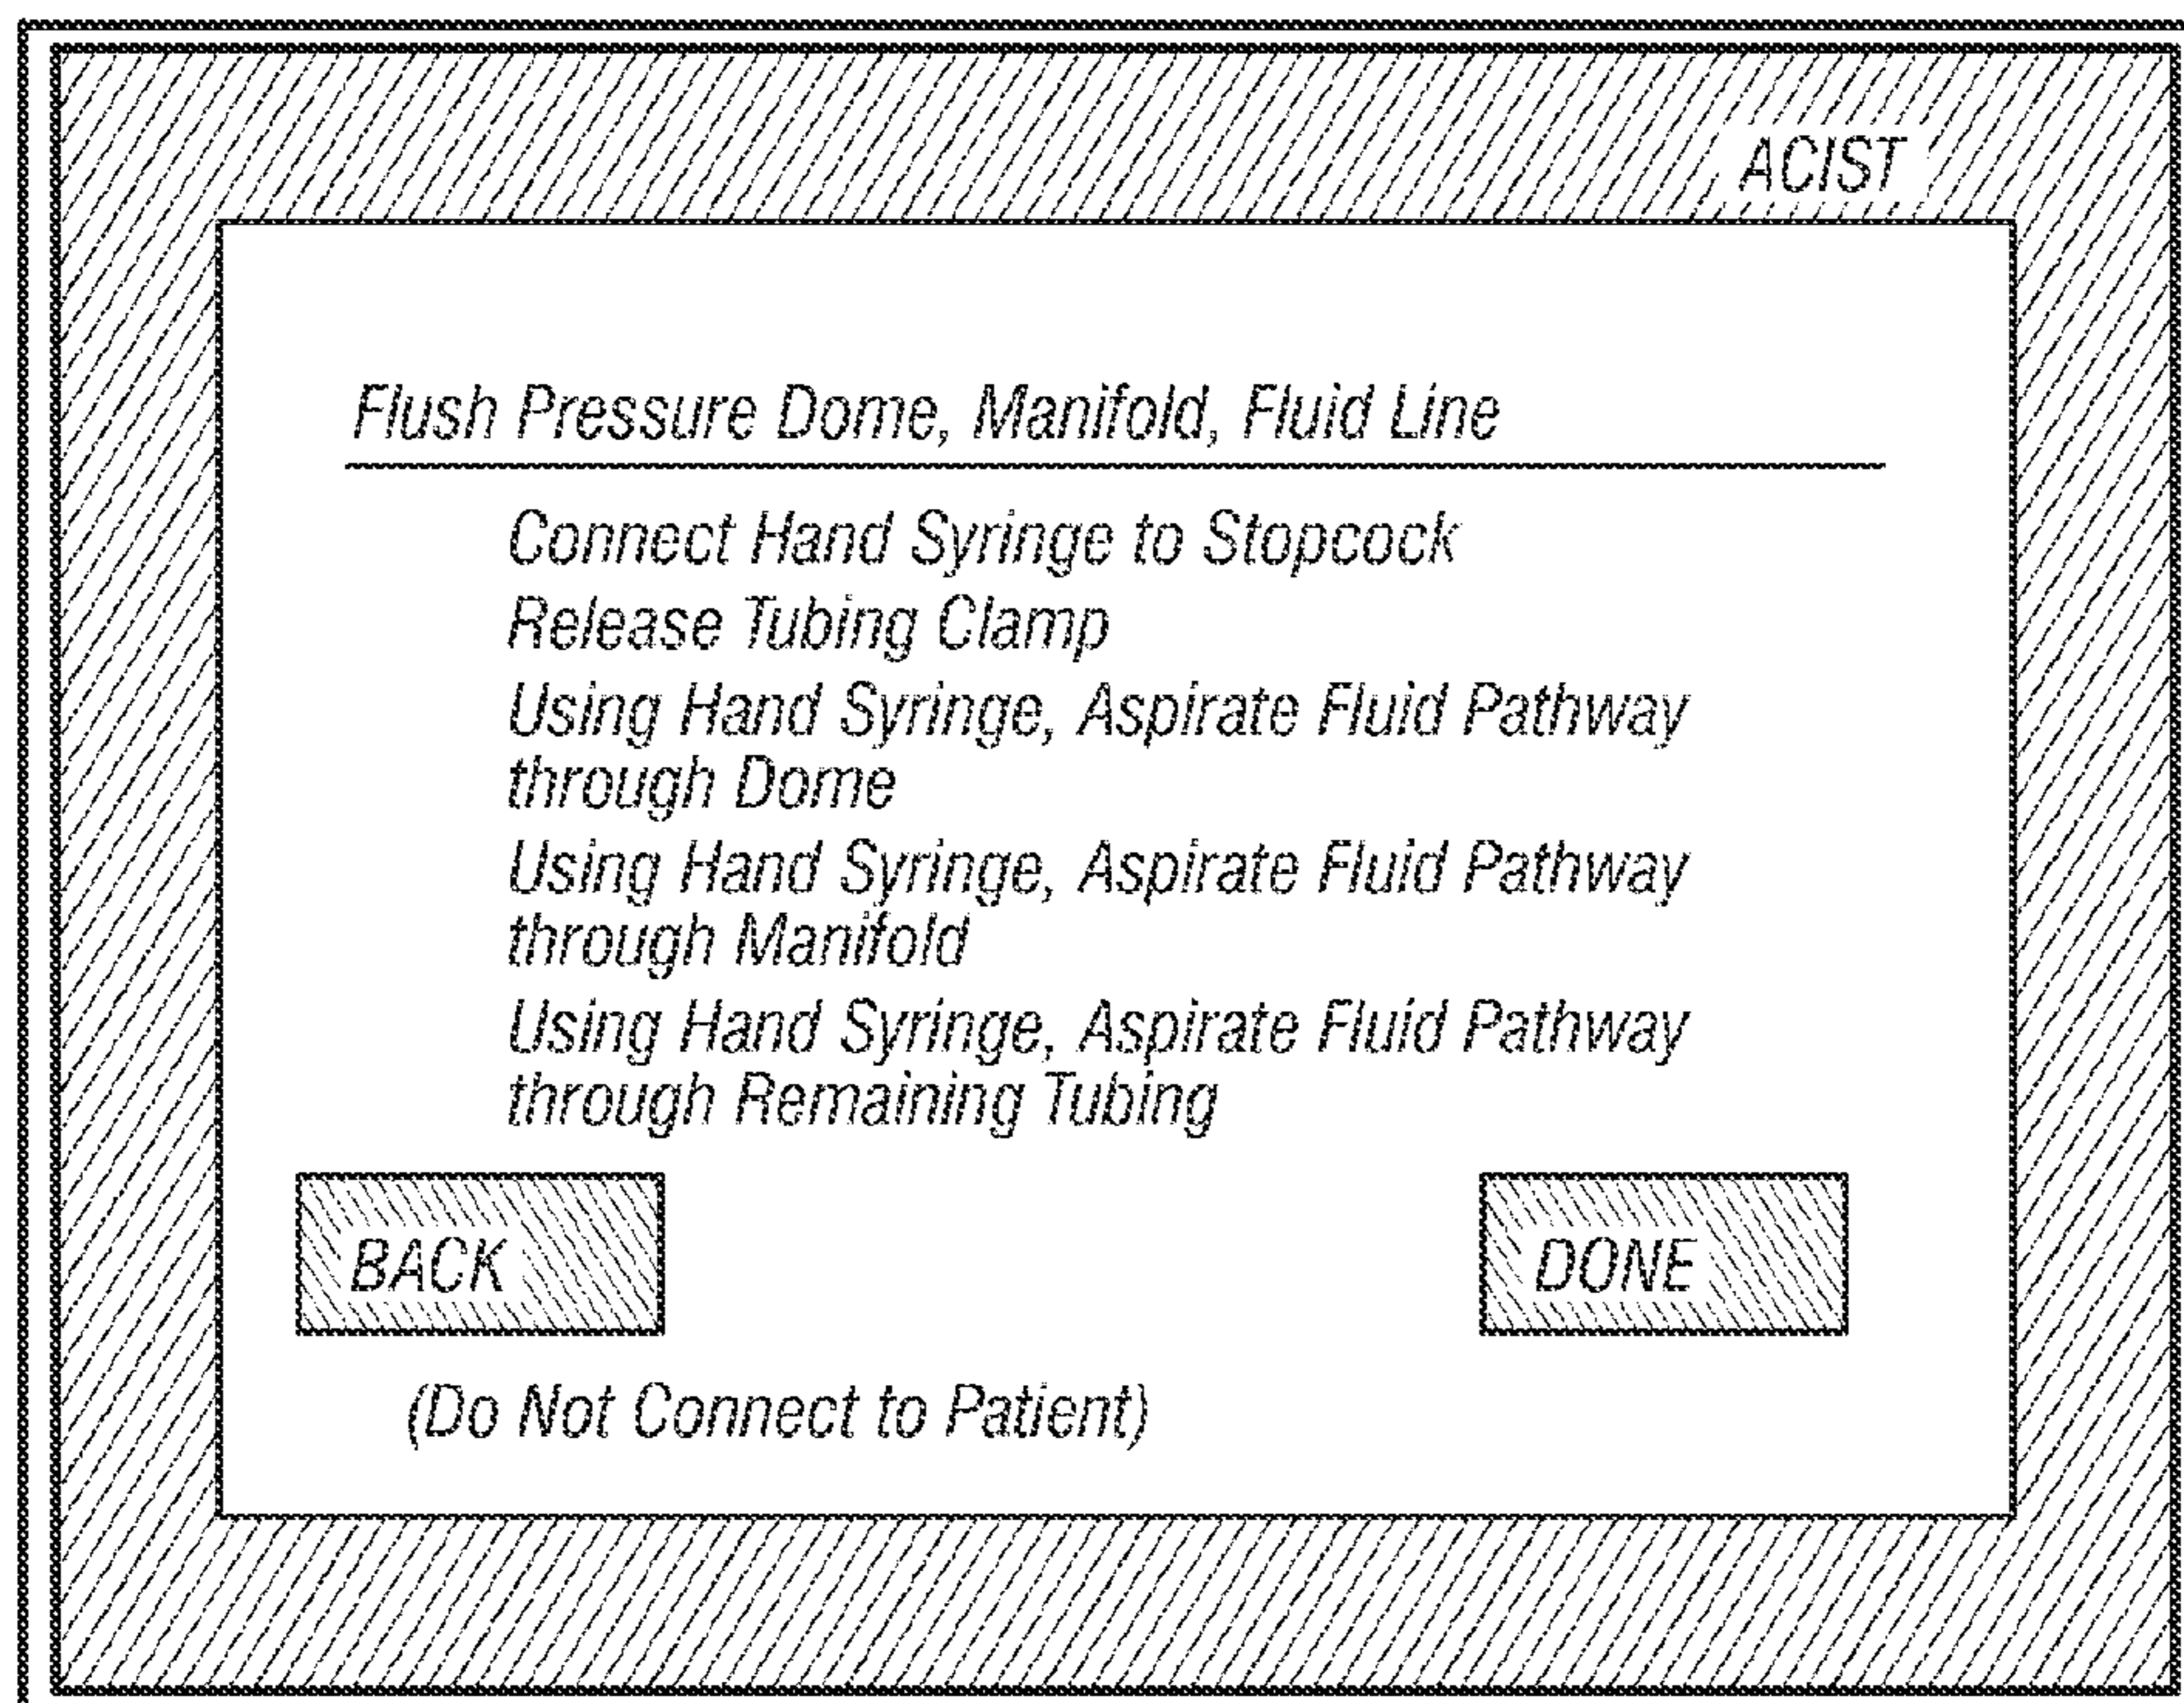 ACIST
Flush Pressure Dome, Manifold, Fluid Line
Connect Hand Syringe to Stopcock
Release Tubing Clamp
Using Hand Syringe, Aspirate Fluid Pathway
through Dome
Using Hand Syringe, Aspirate Fluid Pathway
through Manifold
Using Hand Syringe, Aspirate Fluid Pathway
through Remaining Tubing
BACK
DONE
(Do Not Connect to Patient)